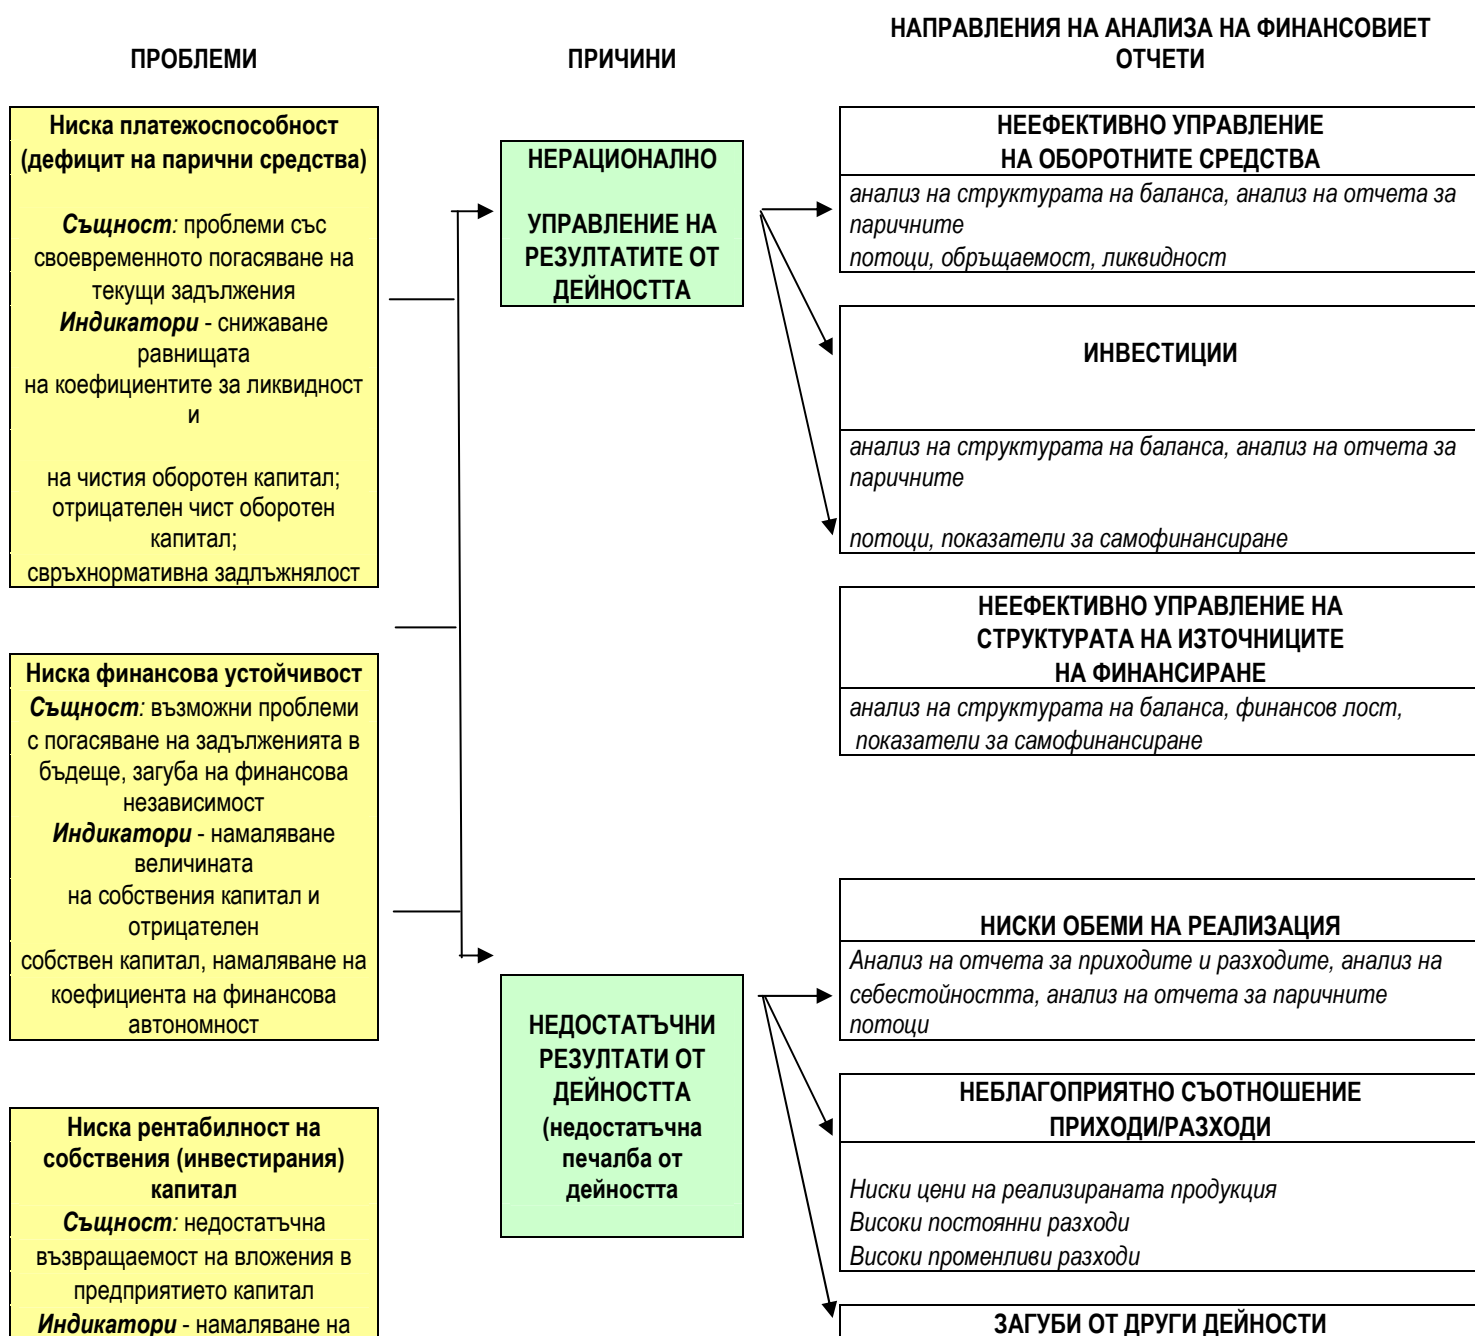 ПРОБЛЕМИ
ПРИЧИНИ
НАПРАВЛЕНИЯ НА АНАЛИЗА НА ФИНАНСОВИЕТ
ОТЧЕТИ
Ниска платежоспособност
(дефицит на парични средства)
Същност: проблеми със
своевременното погасяване на
текущи задължения
Индикатори - снижаване
равнищата
на коефициентите за ликвидност
и
на чистия оборотен капитал;
отрицателен чист оборотен
капитал;
свръхнормативна задлъжнялост
Ниска финансова устойчивост
Същност: възможни проблеми
с погасяване на задълженията в
бъдеще, загуба на финансова
независимост
Индикатори - намаляване
величината
на собствения капитал и
отрицателен
собствен капитал, намаляване на
коефициента на финансова
автономност
Ниска рентабилност на
собствения (инвестирания)
капитал
Същност: недостатъчна
възвращаемост на вложения в
предприятието капитал
Индикатори - намаляване на
НЕРАЦИОНАЛНО
УПРАВЛЕНИЕ НА
РЕЗУЛТАТИТЕ ОТ
ДЕЙНОСТТА
НЕДОСТАТЪЧНИ
РЕЗУЛТАТИ ОТ
ДЕЙНОСТТА
(недостатъчна
печалба от
дейността
НЕЕФЕКТИВНО УПРАВЛЕНИЕ
НА ОБОРОТНИТЕ СРЕДСТВА
анализ на структурата на баланса, анализ на отчета за
паричните
потоци, обръщаемост, ликвидност
ИНВЕСТИЦИИ
анализ на структурата на баланса, анализ на отчета за
паричните
потоци, показатели за самофинансиране
НЕЕФЕКТИВНО УПРАВЛЕНИЕ НА
СТРУКТУРАТА НА ИЗТОЧНИЦИТЕ
НА ФИНАНСИРАНЕ
анализ на структурата на баланса, финансов лост,
показатели за самофинансиране
НИСКИ ОБЕМИ НА РЕАЛИЗАЦИЯ
Анализ на отчета за приходите и разходите, анализ на
себестойността, анализ на отчета за паричните
потоци
НЕБЛАГОПРИЯТНО СЪОТНОШЕНИЕ
ПРИХОДИ/РАЗХОДИ
Ниски цени на реализираната продукция
Високи постоянни разходи
Високи променливи разходи
ЗАГУБИ ОТ ДРУГИ ДЕЙНОСТИ